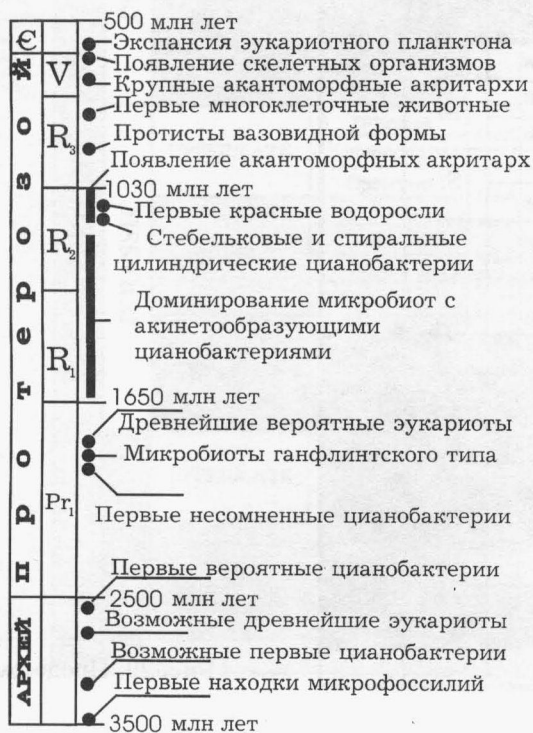 500 млн лет
Є
Экспансия эукариотного планктона
Появление скелетных организмов
V
Крупные акантоморфные акритархи
Первые многоклеточные животные
R3
Протисты вазовидной формы
Появление акантоморфных акритарх
1030 млн лет
Первые красные водоросли
R2
Стебельковые и спиральные
цилиндрические цианобактерии
Доминирование микробиот с
акинетообразующими
R1
цианобактериями
1650 млн лет
Древнейшие вероятные эукариоты
Микробиоты ганфлинтского типа
Pr1
Первые несомненные цианобактерии
Первые вероятные цианобактерии
2500 млн лет
Возможные древнейшие эукариоты
Возможные первые цианобактерии
Первые находки микрофоссилий
3500 млн лет
протерозой
АРХЕЙ